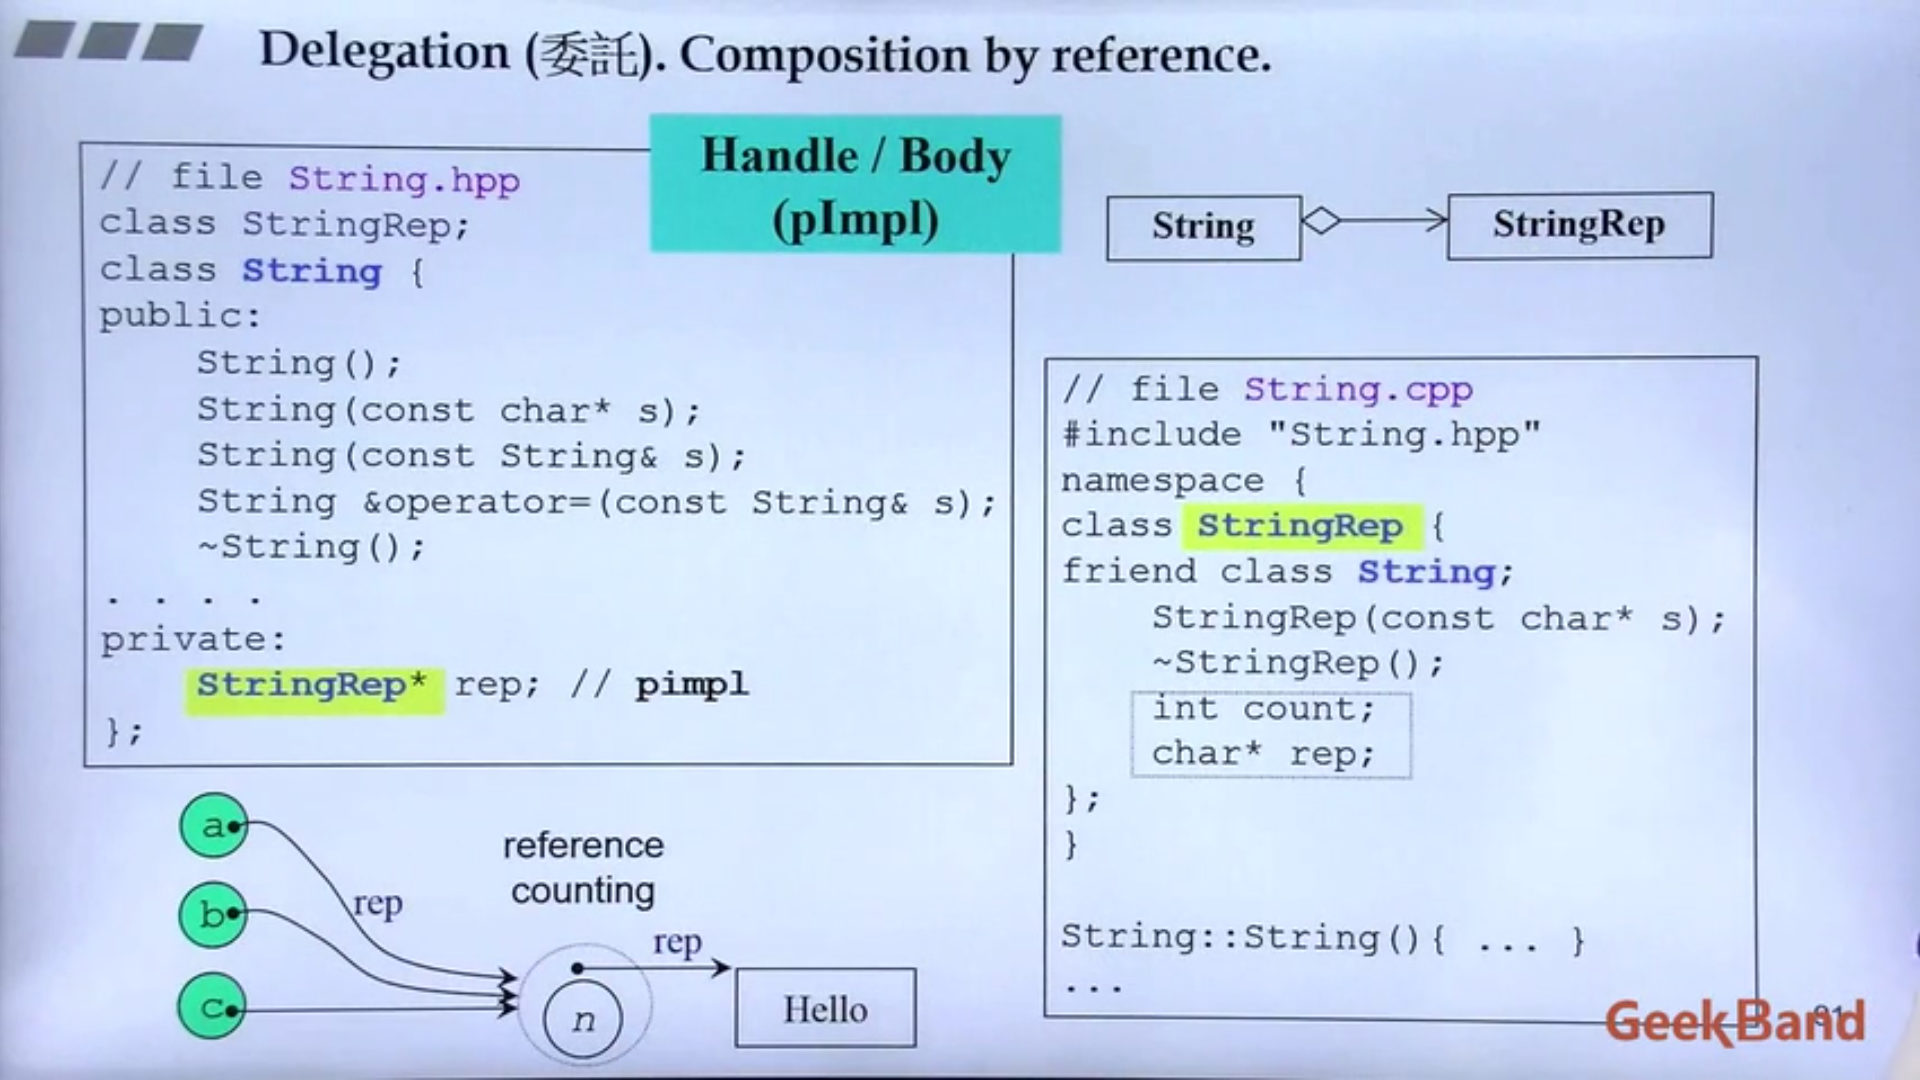 Delegation (委託). Composition by reference.
Handle / Body
(pImpl)
// file String.hpp
class StringRep;
class String {
public:
String();
String(const char* s);
String(const String& s);
String &operator=(const String& s);
~String();
. . . .
private:
StringRep* rep; // pimpl
};
String
StringRep
// file String.cpp
#include "String.hpp"
namespace {
class StringRep {
friend class String;
StringRep(const char* s);
~StringRep();
int count;
char* rep;
};
}
String::String(){ ... }
...
a
b
c
rep
reference
counting
rep
n
Hello
GeekBand